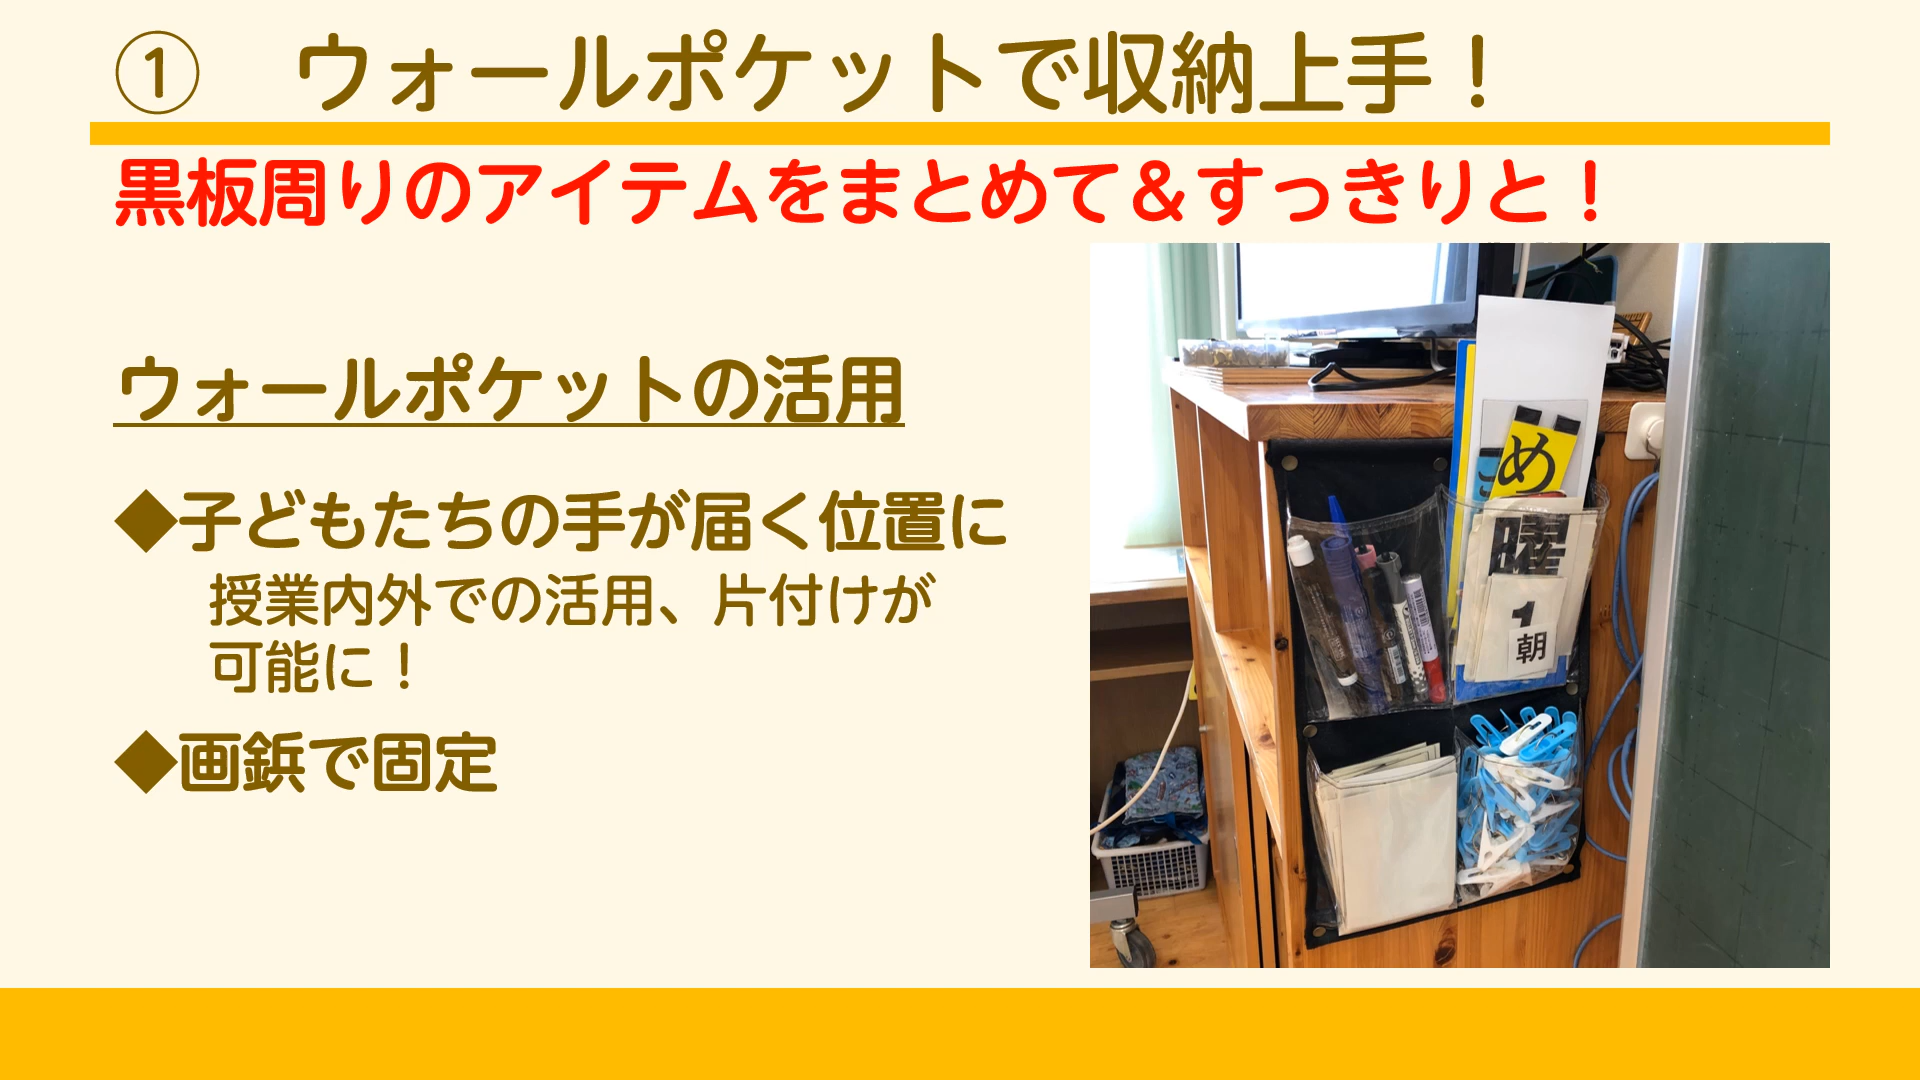 ① ウォールポケットで収納上手！
黒板周りのアイテムをまとめて＆すっきりと！
ウォールポケットの活用
◆子どもたちの手が届く位置に
授業内外での活用、片付けが
可能に！
◆画鋲で固定
め
曜
1
朝